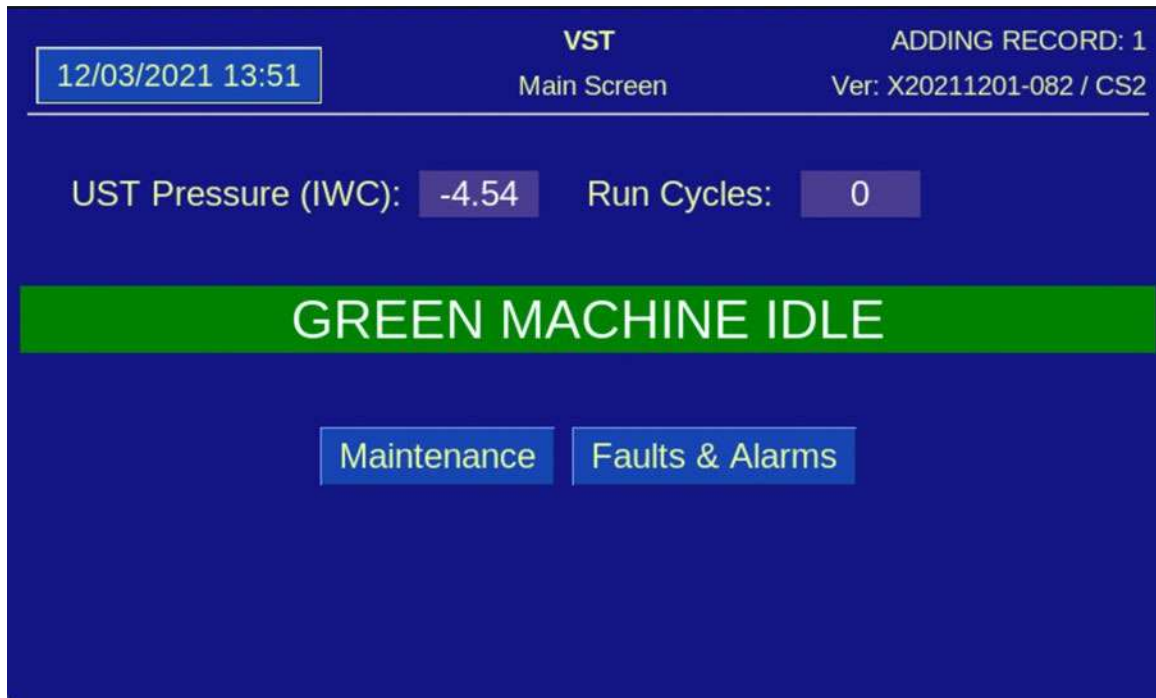 12/03/2021 13:51
VST
Main Screen
ADDING RECORD: 1
Ver: X20211201-082 / CS2
UST Pressure (IWC): -4.54 Run Cycles: 0
GREEN MACHINE IDLE
Maintenance Faults & Alarms